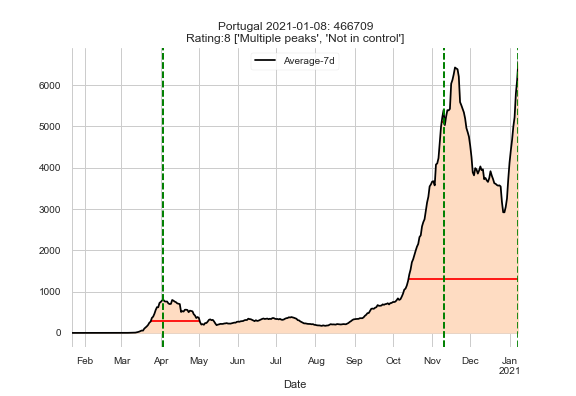 Portugal 2021-01-08: 466709
Rating:8 ['Multiple peaks', 'Not in control']
Average-7d
6000
5000
4000
3000
2000
1000
0
Feb Mar Apr May Jun Jul Aug Sep Oct Nov Dec Jan
2021
Date